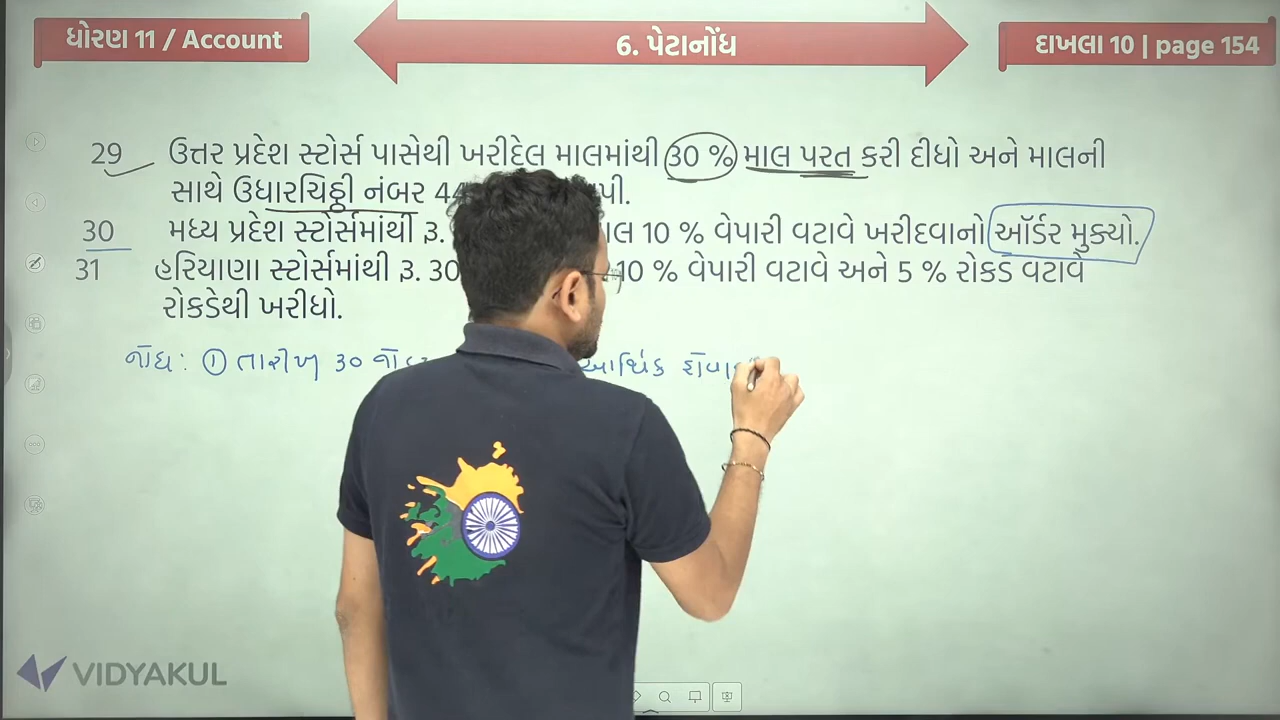 ધોરણ 11 / Account
6. પેટાનોંધ
દાખલા 10 | page 154
29 ઉત્તર પ્રદેશ સ્ટોર્સ પાસેથી ખરીદેલ માલમાંથી 30 % માલ પરત કરી દીધો અને માલની
સાથે ઉધારચિઠ્ઠી નંબર 44
30 મધ્ય પ્રદેશ સ્ટોર્સમાંથી રૂ. 10 % વેપારી વટાવે ખરીદવાનો ઑર્ડર મુક્યો.
31 હરિયાણા સ્ટોર્સમાંથી રૂ. 30 10 % વેપારી વટાવે અને 5 % રોકડ વટાવે
રોકડેથી ખરીધો.
નોંધ: ① તારીખ 30 આર્થિક
VIDYAKUL